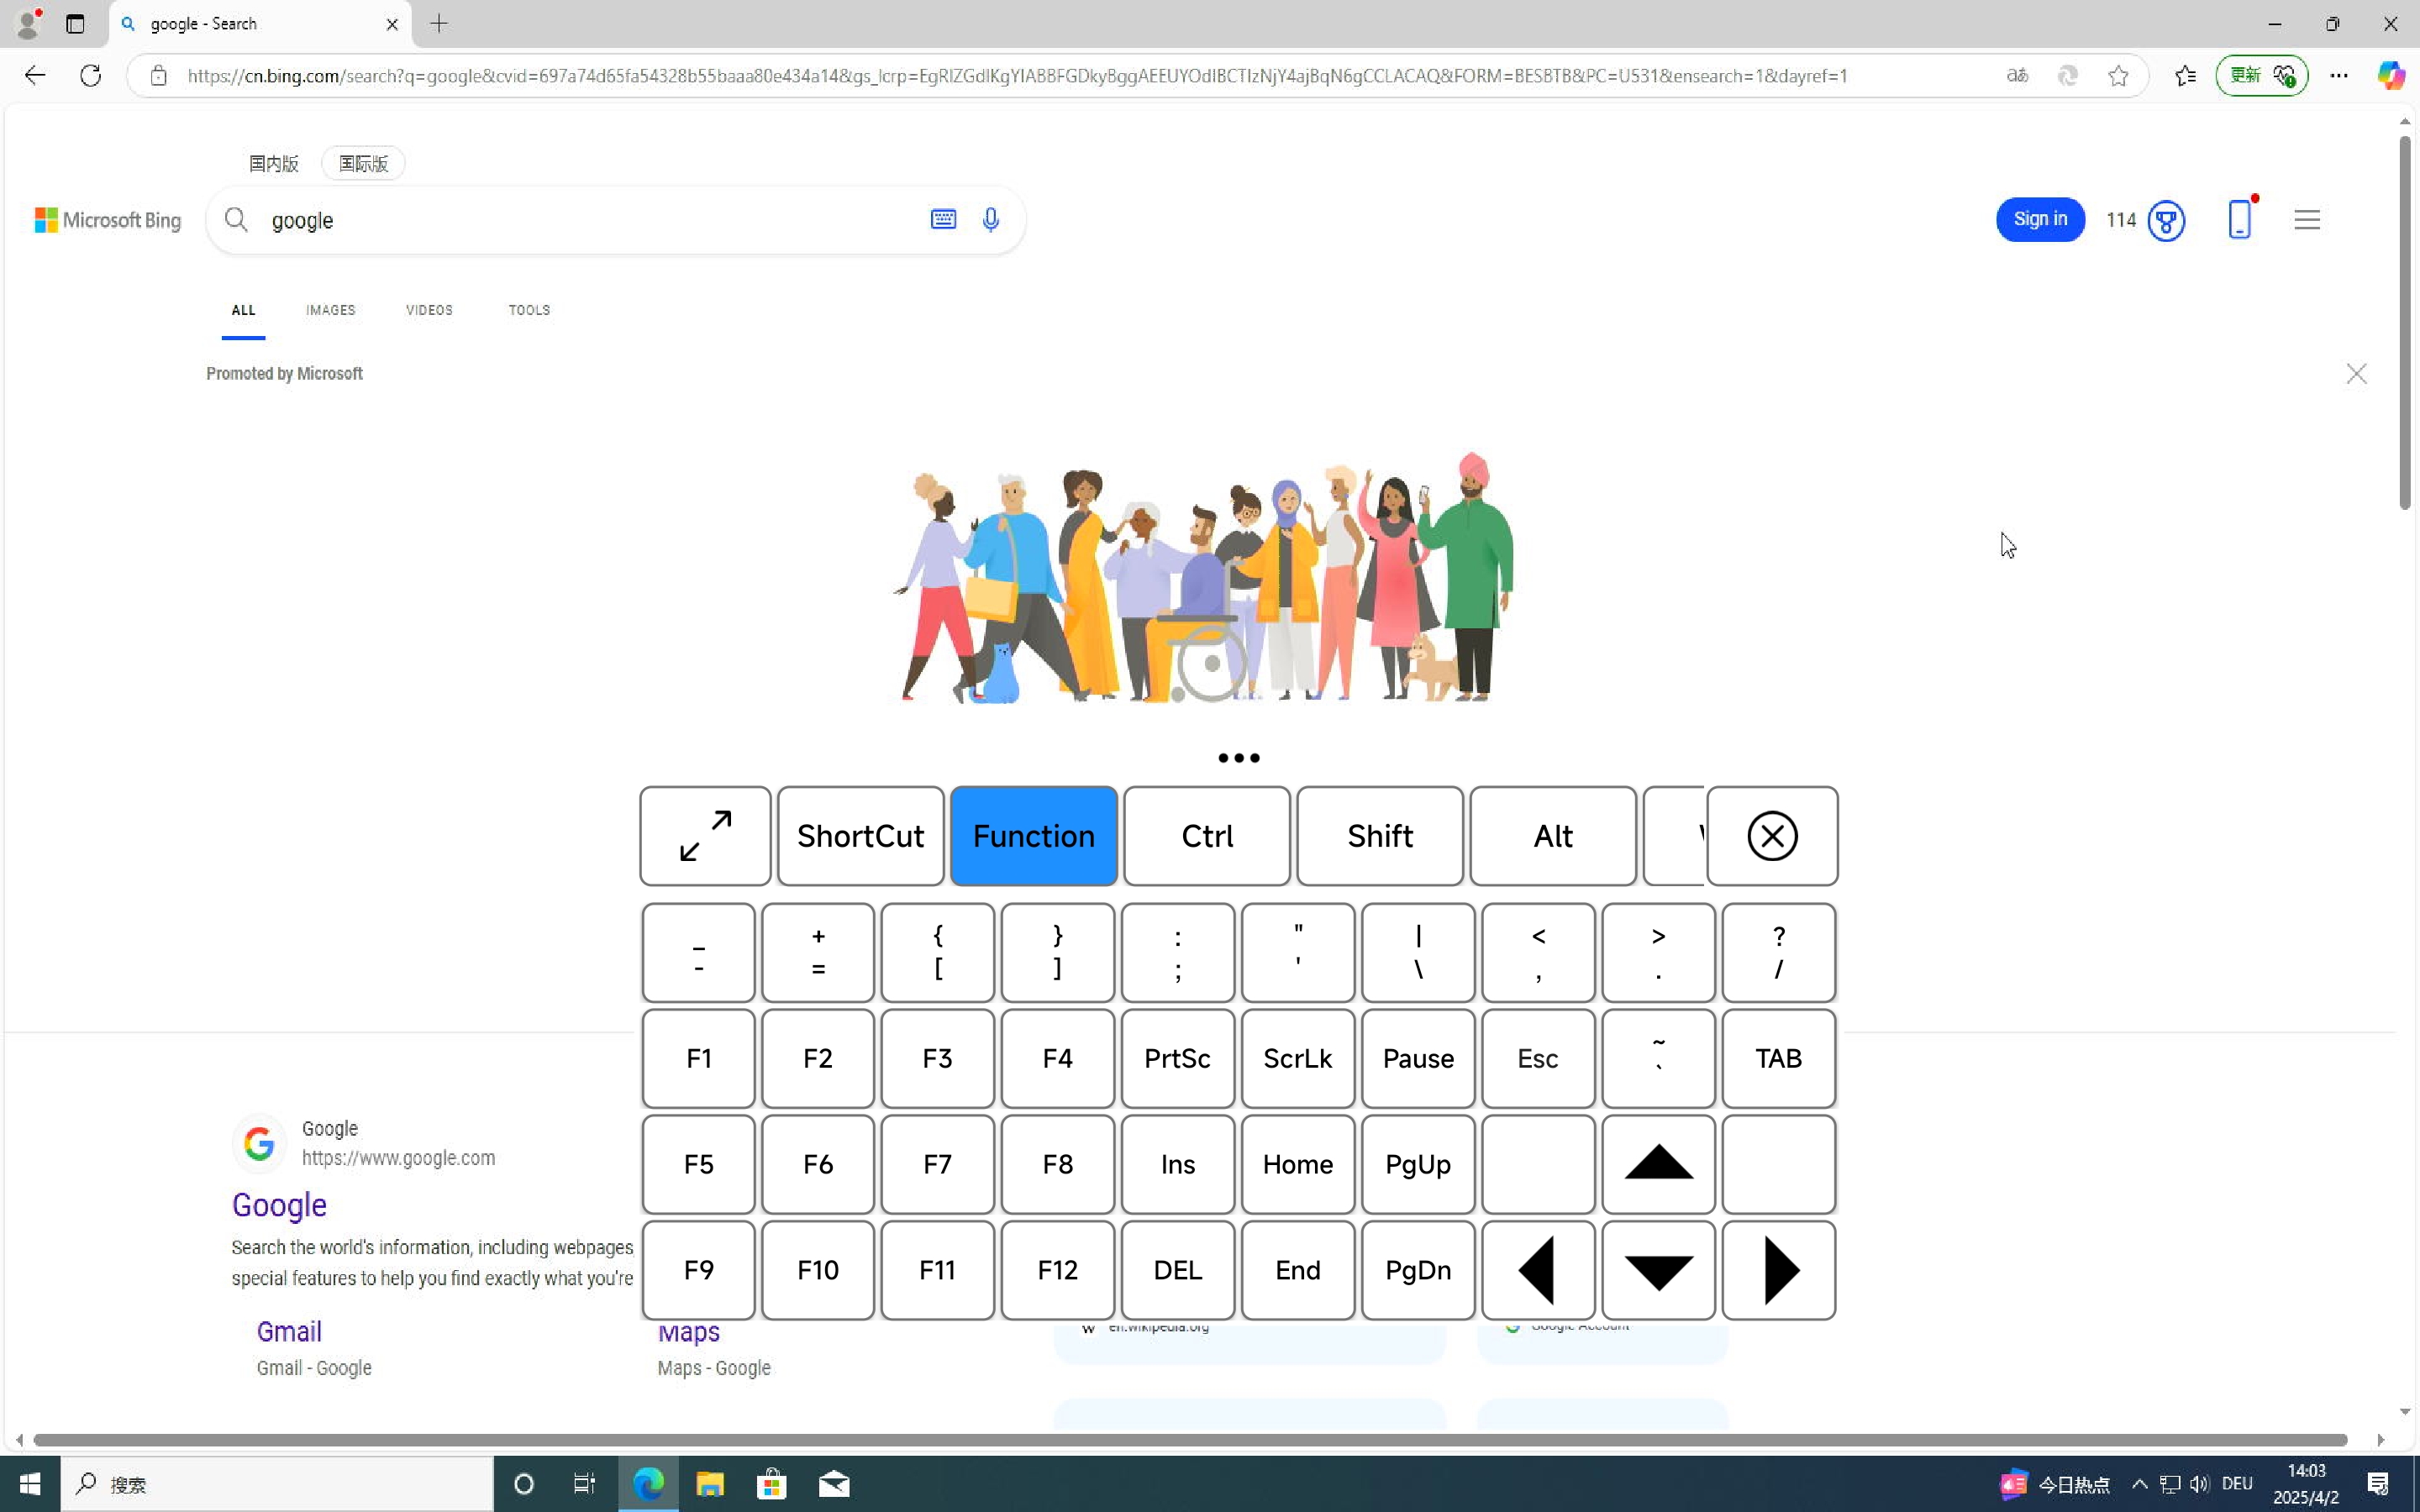 google - Search
https://cn.bing.com/search?q=google&cvid=697a74d65fa54328b55baaa80e434a14&gs_lcrp=EgRlZGdlKgYIABBFGDkyBggAEEUYOdIBCTIzNjY4ajBqN6gCCLACAQ&FORM=BESBTB&PC=U531&ensearch=1&dayref=1
更新
国内版 国际版
Microsoft Bing
google
Sign in
114
ALL IMAGES VIDEOS TOOLS
Promoted by Microsoft
ShortCut Function Ctrl Shift Alt
_ + { } : " | < > ?
- = [ ] ; ' \ , . /
F1 F2 F3 F4 PrtSc ScrLk Pause Esc ~ ` TAB
F5 F6 F7 F8 Ins Home PgUp
F9 F10 F11 F12 DEL End PgDn
Google
https://www.google.com
Google
Search the world's information, including webpages
special features to help you find exactly what you're
Gmail
Gmail - Google
Maps
Maps - Google
W en.wikipedia.org
Google Account
搜索
今日热点
DEU
14:03
2025/4/2